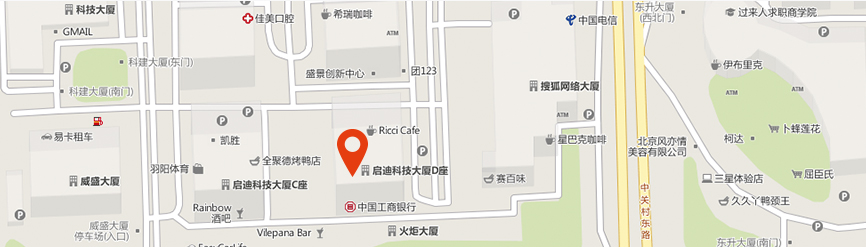 科技大厦
GMAIL
佳美口腔
希瑞咖啡
中国电信
东升大厦
(西北门)
过来人求职商学院
科建大厦(东门)
科建大厦(南门)
盛景创新中心
团123
搜狐网络大厦
ATM
伊布里克
ATM
ATM
易卡租车
凯胜
Ricci Cafe
星巴克咖啡
北京风亦情
美容有限公司
柯达
卜蜂莲花
羽阳体育
全聚德烤鸭店
启迪科技大厦D座
威盛大厦
启迪科技大厦C座
赛百味
中关村东路
三星体验店
屈臣氏
久久丫鸭颈王
Rainbow
酒吧
中国工商银行
威盛大厦
停车场(入口)
Vilepana Bar
火炬大厦
东升大厦
(南门)